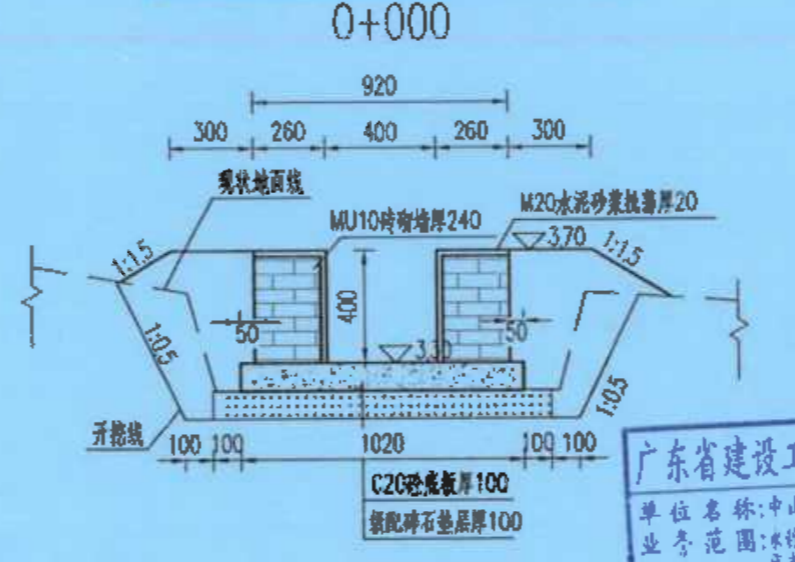 0+000
920
300 260 400 260 300
现状地面线
MU10砖砌墙厚240
M20水泥砂浆批荡厚20
3.70
1:1.5
1:1.5
400
50
50
3.30
1:0.5
1:0.5
开挖线
100 100 1020 100 100
C20砼底板厚100
级配碎石垫层厚100
广东省建设工
单位名称:中山
业务范围:水